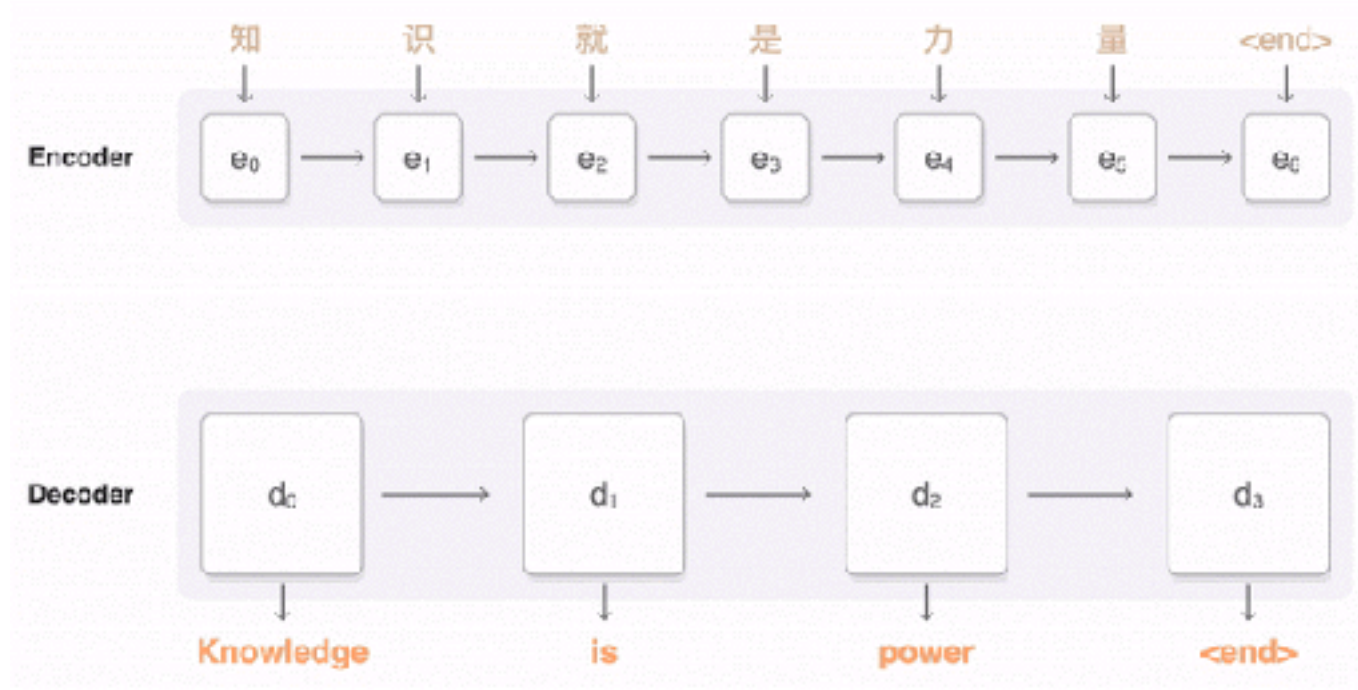 知 识 就 是 力 量 <end>
Encoder e₀ e₁ e₂ e₃ e₄ e₅ e₆
Decoder d₀ d₁ d₂ d₃
Knowledge is power <end>